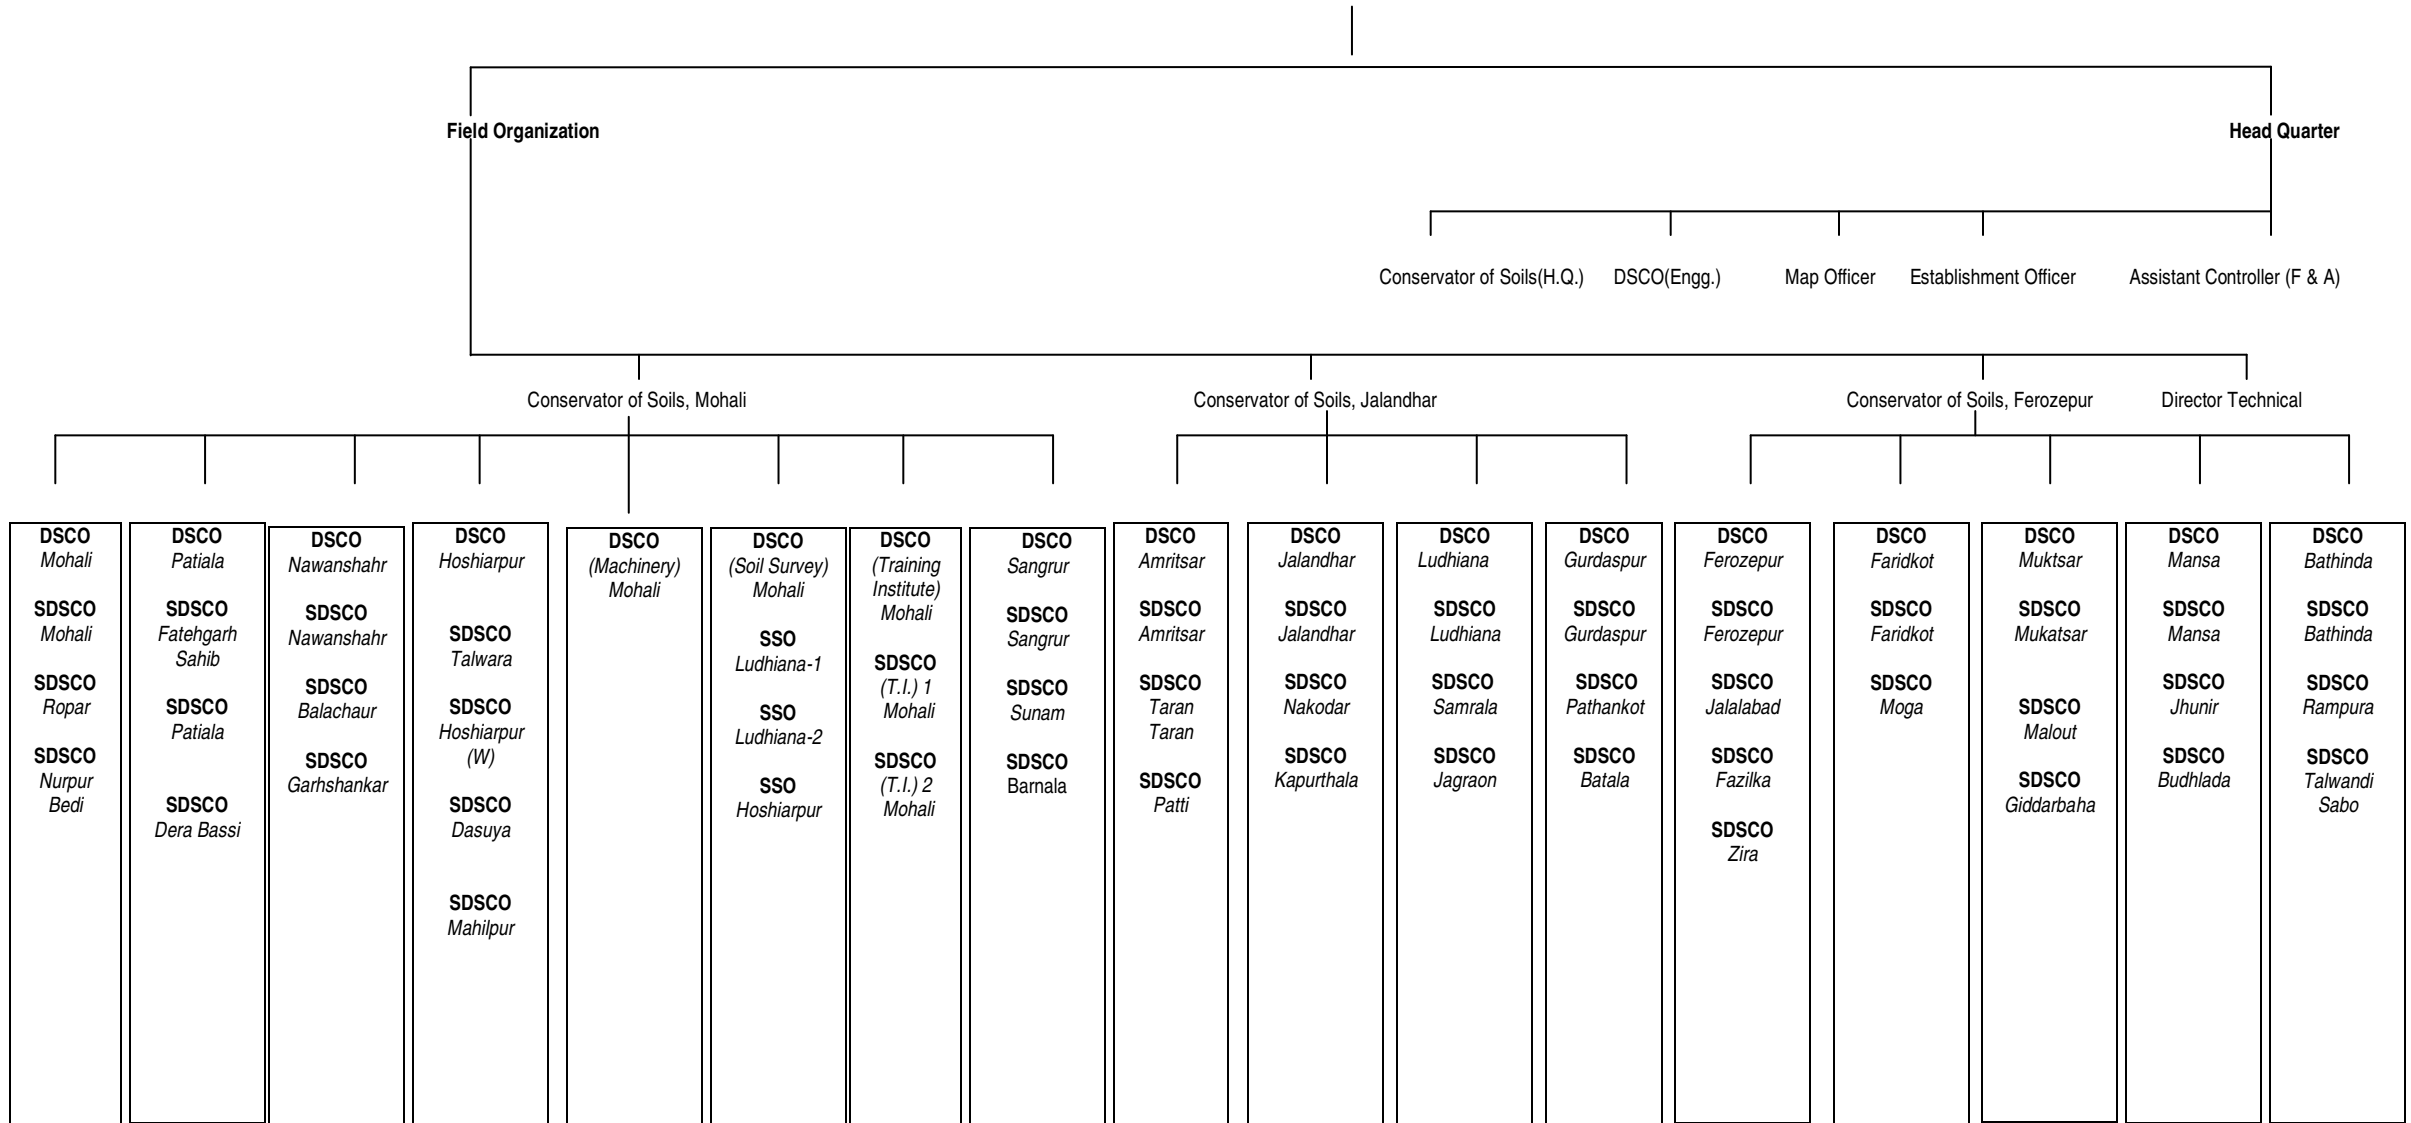 Field Organization
Head Quarter
Conservator of Soils(H.Q.)
DSCO(Engg.)
Map Officer
Establishment Officer
Assistant Controller (F & A)
Conservator of Soils, Mohali
Conservator of Soils, Jalandhar
Conservator of Soils, Ferozepur
Director Technical
DSCO
Mohali
SDSCO
Mohali
SDSCO
Ropar
SDSCO
Nurpur
Bedi
DSCO
Patiala
SDSCO
Fatehgarh
Sahib
SDSCO
Patiala
SDSCO
Dera Bassi
DSCO
Nawanshahr
SDSCO
Nawanshahr
SDSCO
Balachaur
SDSCO
Garhshankar
DSCO
Hoshiarpur
SDSCO
Talwara
SDSCO
Hoshiarpur
(W)
SDSCO
Dasuya
SDSCO
Mahilpur
DSCO
(Machinery)
Mohali
DSCO
(Soil Survey)
Mohali
SSO
Ludhiana-1
SSO
Ludhiana-2
SSO
Hoshiarpur
DSCO
(Training
Institute)
Mohali
SDSCO
(T.I.) 1
Mohali
SDSCO
(T.I.) 2
Mohali
DSCO
Sangrur
SDSCO
Sangrur
SDSCO
Sunam
SDSCO
Barnala
DSCO
Amritsar
SDSCO
Amritsar
SDSCO
Taran
Taran
SDSCO
Patti
DSCO
Jalandhar
SDSCO
Jalandhar
SDSCO
Nakodar
SDSCO
Kapurthala
DSCO
Ludhiana
SDSCO
Ludhiana
SDSCO
Samrala
SDSCO
Jagraon
DSCO
Gurdaspur
SDSCO
Gurdaspur
SDSCO
Pathankot
SDSCO
Batala
DSCO
Ferozepur
SDSCO
Ferozepur
SDSCO
Jalalabad
SDSCO
Fazilka
SDSCO
Zira
DSCO
Faridkot
SDSCO
Faridkot
SDSCO
Moga
DSCO
Muktsar
SDSCO
Mukatsar
SDSCO
Malout
SDSCO
Giddarbaha
DSCO
Mansa
SDSCO
Mansa
SDSCO
Jhunir
SDSCO
Budhlada
DSCO
Bathinda
SDSCO
Bathinda
SDSCO
Rampura
SDSCO
Talwandi
Sabo